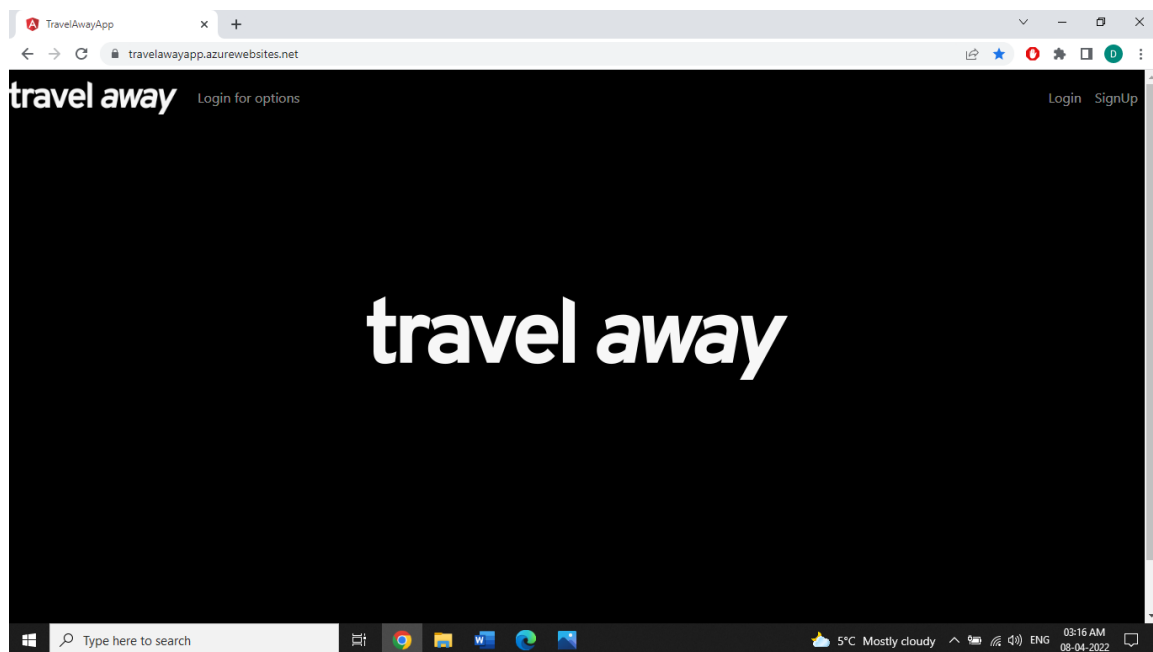 TravelAwayApp
travelawayapp.azurewebsites.net
D
travel away Login for options Login SignUp
travel away
Type here to search
5°C Mostly cloudy ENG 03:16 AM
08-04-2022